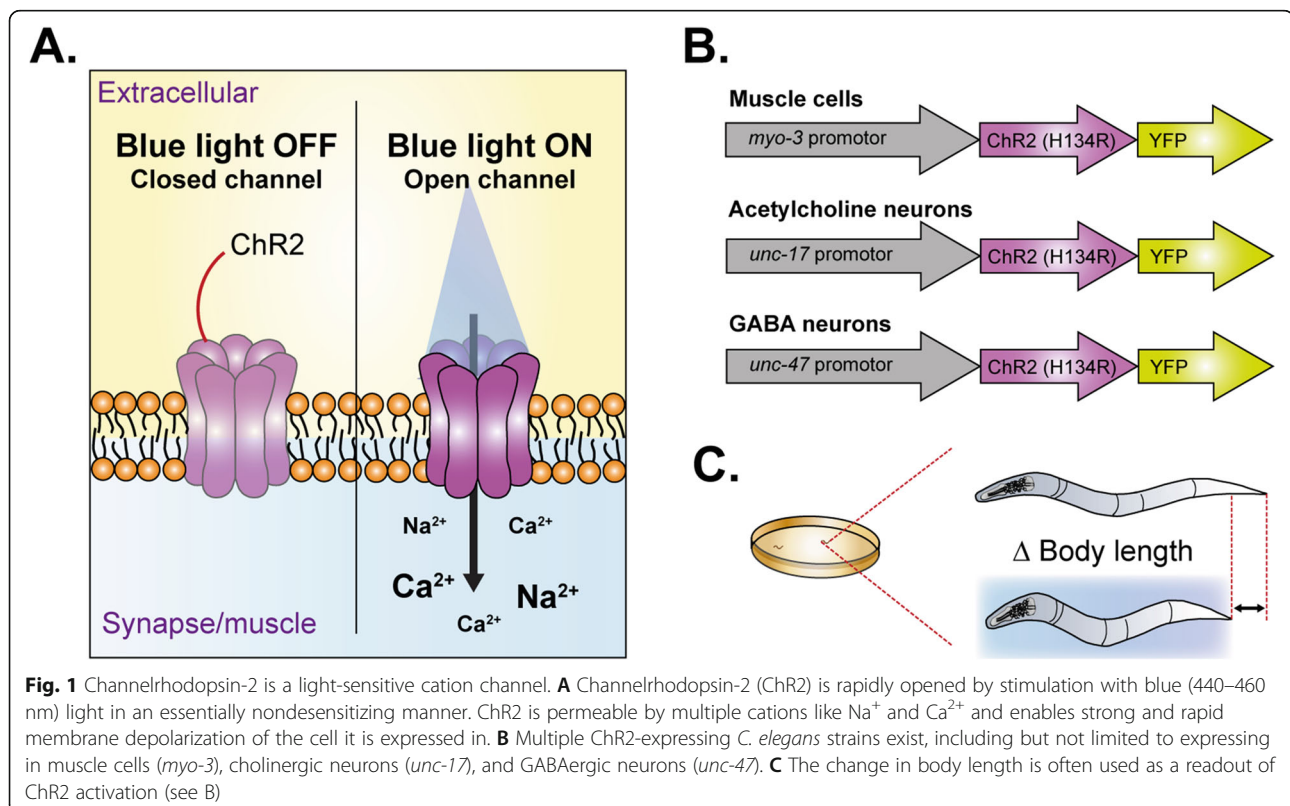 A.
Extracellular
Blue light OFF
Closed channel
Blue light ON
Open channel
ChR2
Na²⁺
Ca²⁺
Ca²⁺
Na²⁺
Ca²⁺
Synapse/muscle
B.
Muscle cells
myo-3 promotor
ChR2 (H134R)
YFP
Acetylcholine neurons
unc-17 promotor
ChR2 (H134R)
YFP
GABA neurons
unc-47 promotor
ChR2 (H134R)
YFP
C.
Δ Body length
Fig. 1 Channelrhodopsin-2 is a light-sensitive cation channel. A Channelrhodopsin-2 (ChR2) is rapidly opened by stimulation with blue (440–460
nm) light in an essentially nondesensitizing manner. ChR2 is permeable by multiple cations like Na⁺ and Ca²⁺ and enables strong and rapid
membrane depolarization of the cell it is expressed in. B Multiple ChR2-expressing C. elegans strains exist, including but not limited to expressing
in muscle cells (myo-3), cholinergic neurons (unc-17), and GABAergic neurons (unc-47). C The change in body length is often used as a readout of
ChR2 activation (see B)